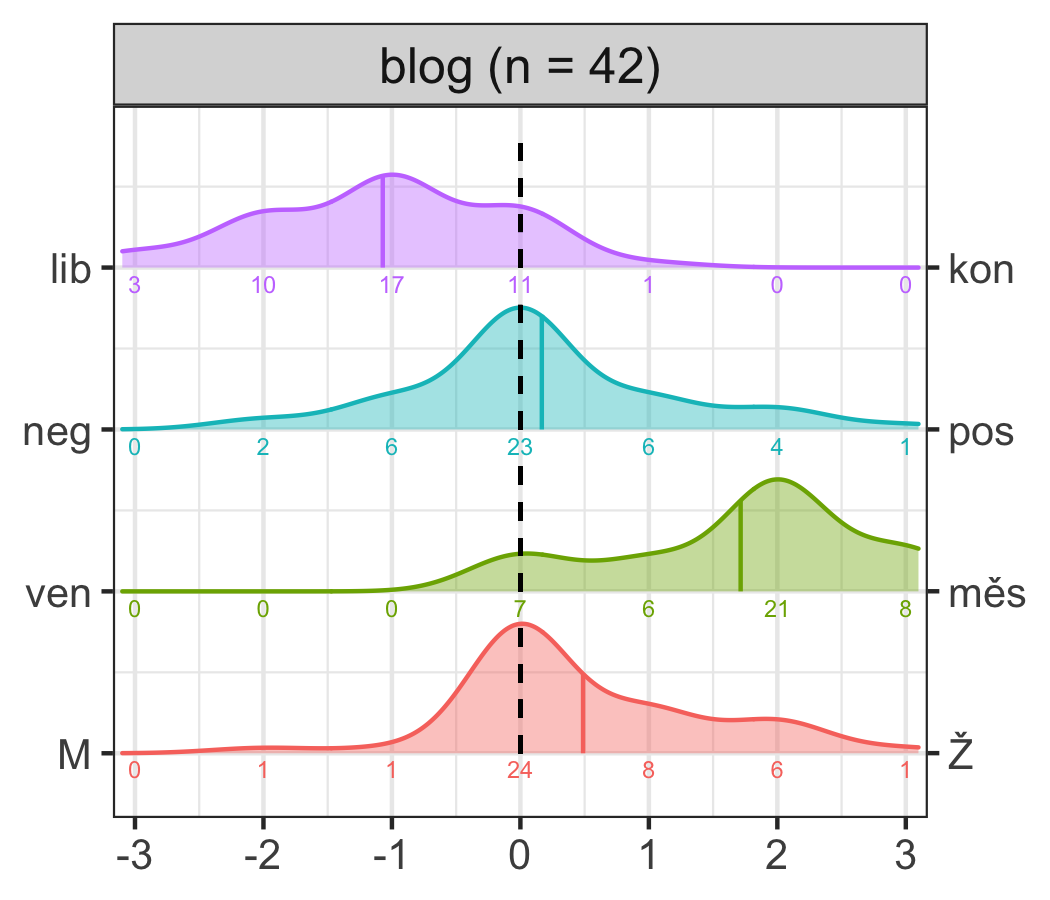 blog (n = 42)
lib kon
3 10 17 11 1 0 0
neg pos
0 2 6 23 6 4 1
ven měs
0 0 0 7 6 21 8
M Ž
0 1 1 24 8 6 1
-3 -2 -1 0 1 2 3